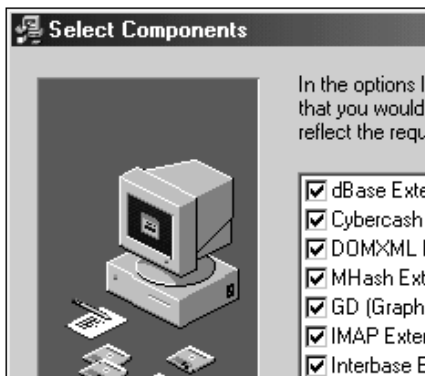 Select Components
In the options l
that you would
reflect the requ
dBase Exte
Cybercash
DOMXML
MHash Ext
GD (Graph
IMAP Exter
Interbase E